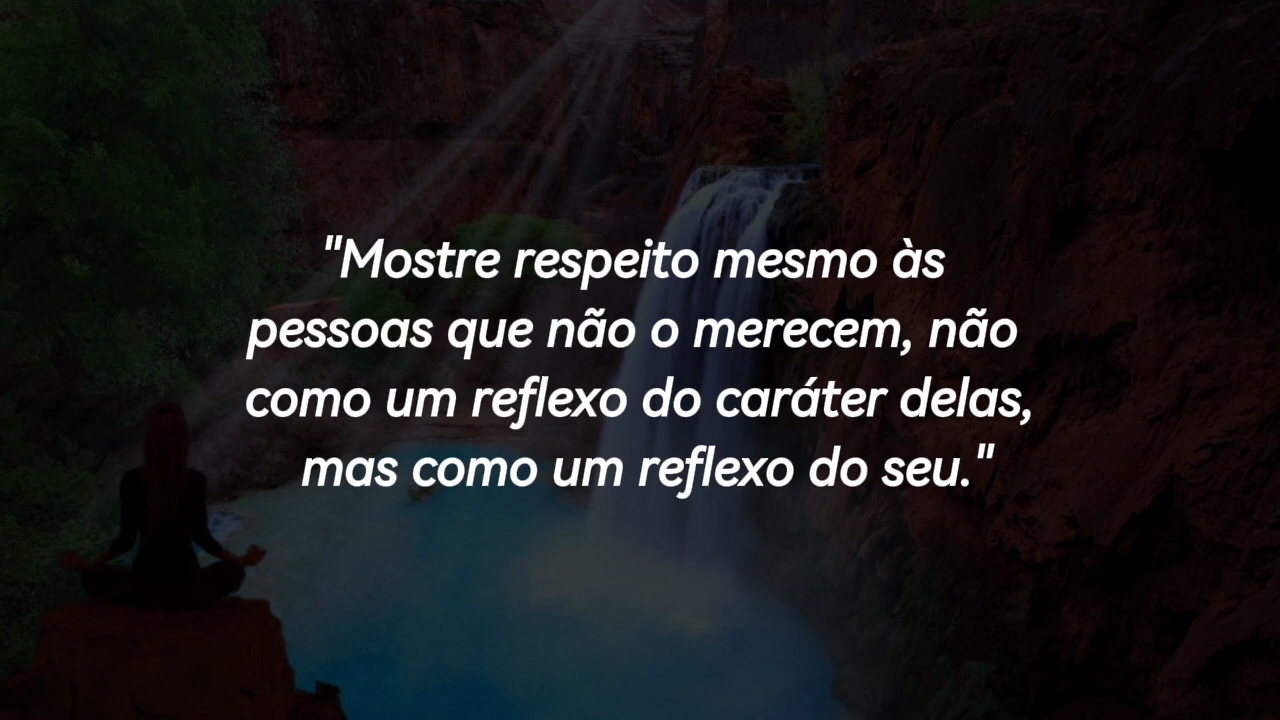 "Mostre respeito mesmo às
pessoas que não o merecem, não
como um reflexo do caráter delas,
mas como um reflexo do seu."